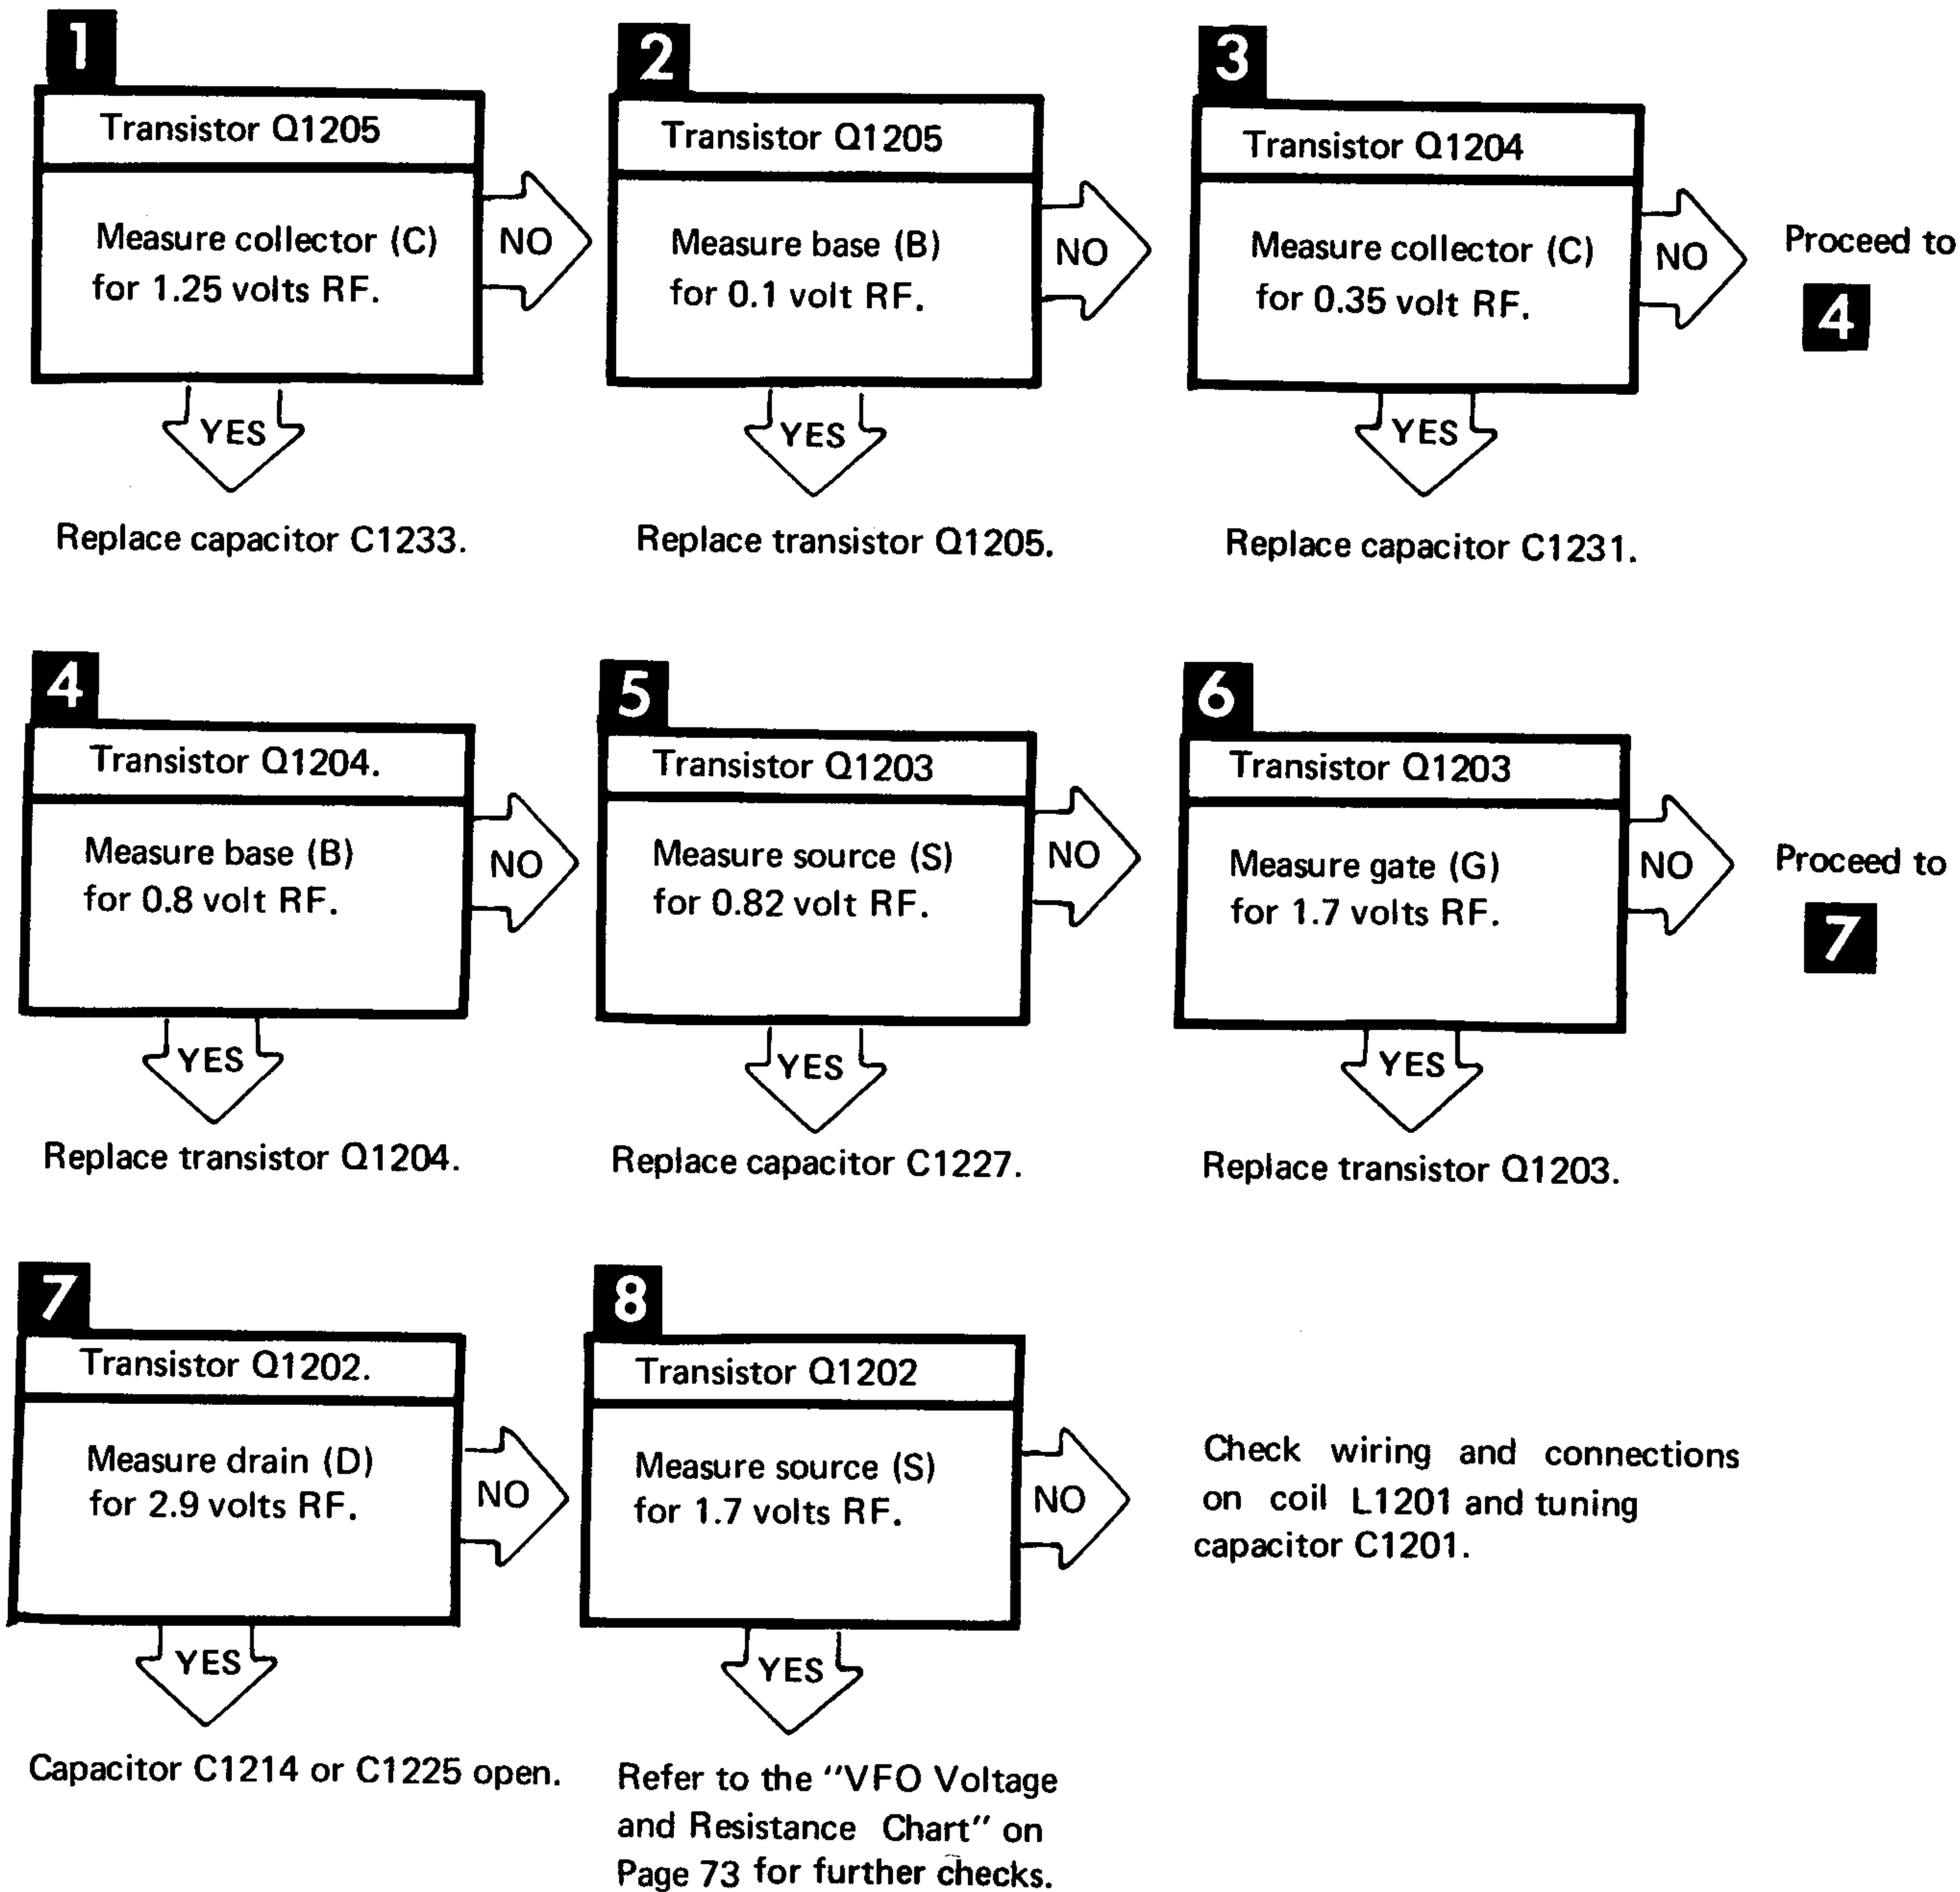 1
Transistor Q1205
Measure collector (C)
for 1.25 volts RF.
NO
YES
Replace capacitor C1233.
2
Transistor Q1205
Measure base (B)
for 0.1 volt RF.
NO
YES
Replace transistor Q1205.
3
Transistor Q1204
Measure collector (C)
for 0.35 volt RF.
NO
Proceed to
4
YES
Replace capacitor C1231.
4
Transistor Q1204.
Measure base (B)
for 0.8 volt RF.
NO
YES
Replace transistor Q1204.
5
Transistor Q1203
Measure source (S)
for 0.82 volt RF.
NO
YES
Replace capacitor C1227.
6
Transistor Q1203
Measure gate (G)
for 1.7 volts RF.
NO
Proceed to
7
YES
Replace transistor Q1203.
7
Transistor Q1202.
Measure drain (D)
for 2.9 volts RF.
NO
YES
Capacitor C1214 or C1225 open.
8
Transistor Q1202
Measure source (S)
for 1.7 volts RF.
NO
Check wiring and connections
on coil L1201 and tuning
capacitor C1201.
YES
Refer to the "VFO Voltage
and Resistance Chart" on
Page 73 for further checks.